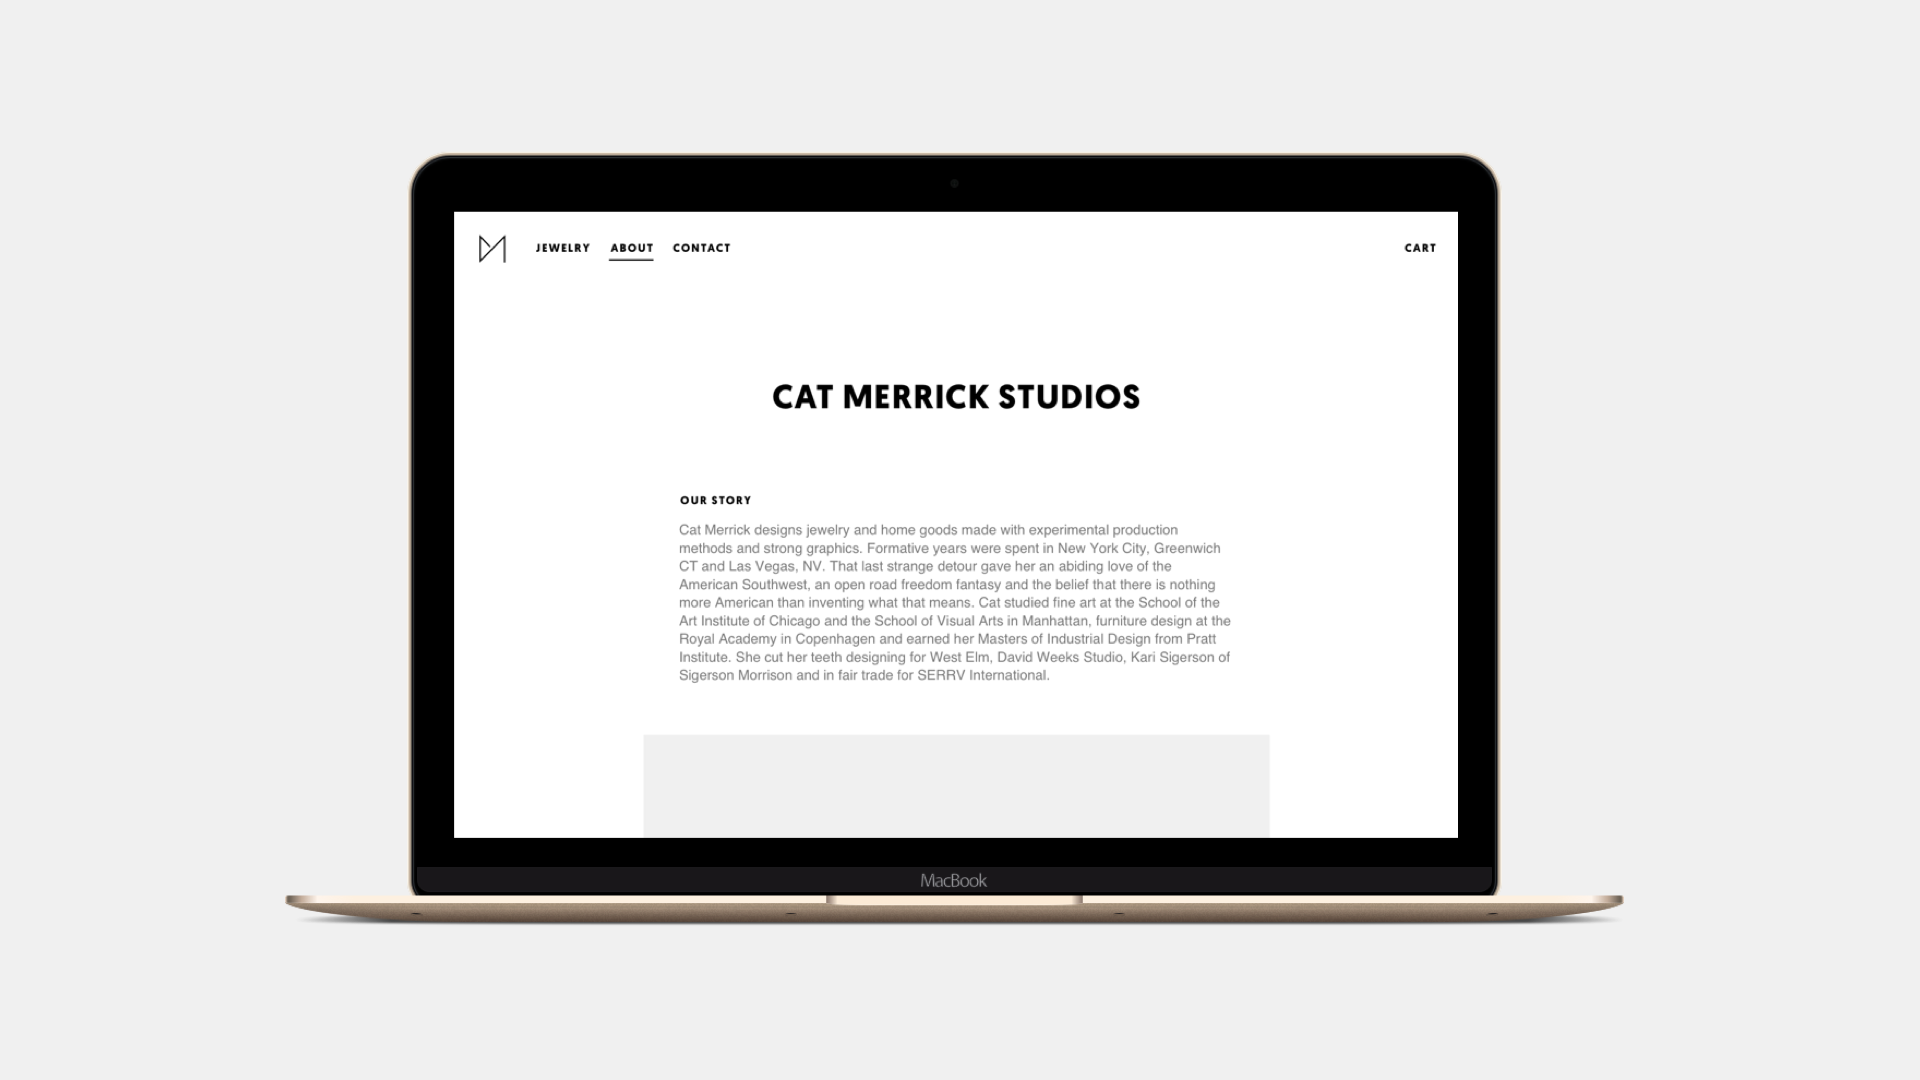 JEWELRY ABOUT CONTACT CART
CAT MERRICK STUDIOS
OUR STORY
Cat Merrick designs jewelry and home goods made with experimental production
methods and strong graphics. Formative years were spent in New York City, Greenwich
CT and Las Vegas, NV. That last strange detour gave her an abiding love of the
American Southwest, an open road freedom fantasy and the belief that there is nothing
more American than inventing what that means. Cat studied fine art at the School of the
Art Institute of Chicago and the School of Visual Arts in Manhattan, furniture design at the
Royal Academy in Copenhagen and earned her Masters of Industrial Design from Pratt
Institute. She cut her teeth designing for West Elm, David Weeks Studio, Kari Sigerson of
Sigerson Morrison and in fair trade for SERRV International.
MacBook